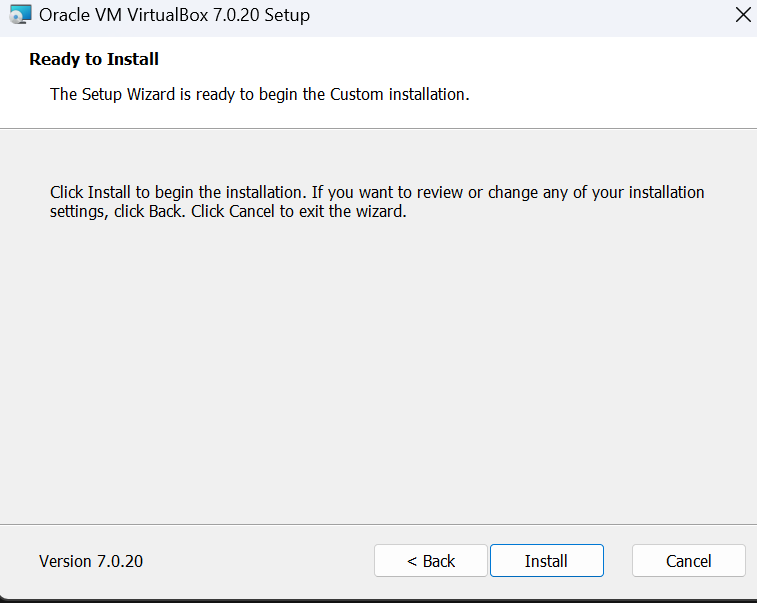 Oracle VM VirtualBox 7.0.20 Setup
Ready to Install
The Setup Wizard is ready to begin the Custom installation.
Click Install to begin the installation. If you want to review or change any of your installation
settings, click Back. Click Cancel to exit the wizard.
Version 7.0.20
< Back
Install
Cancel